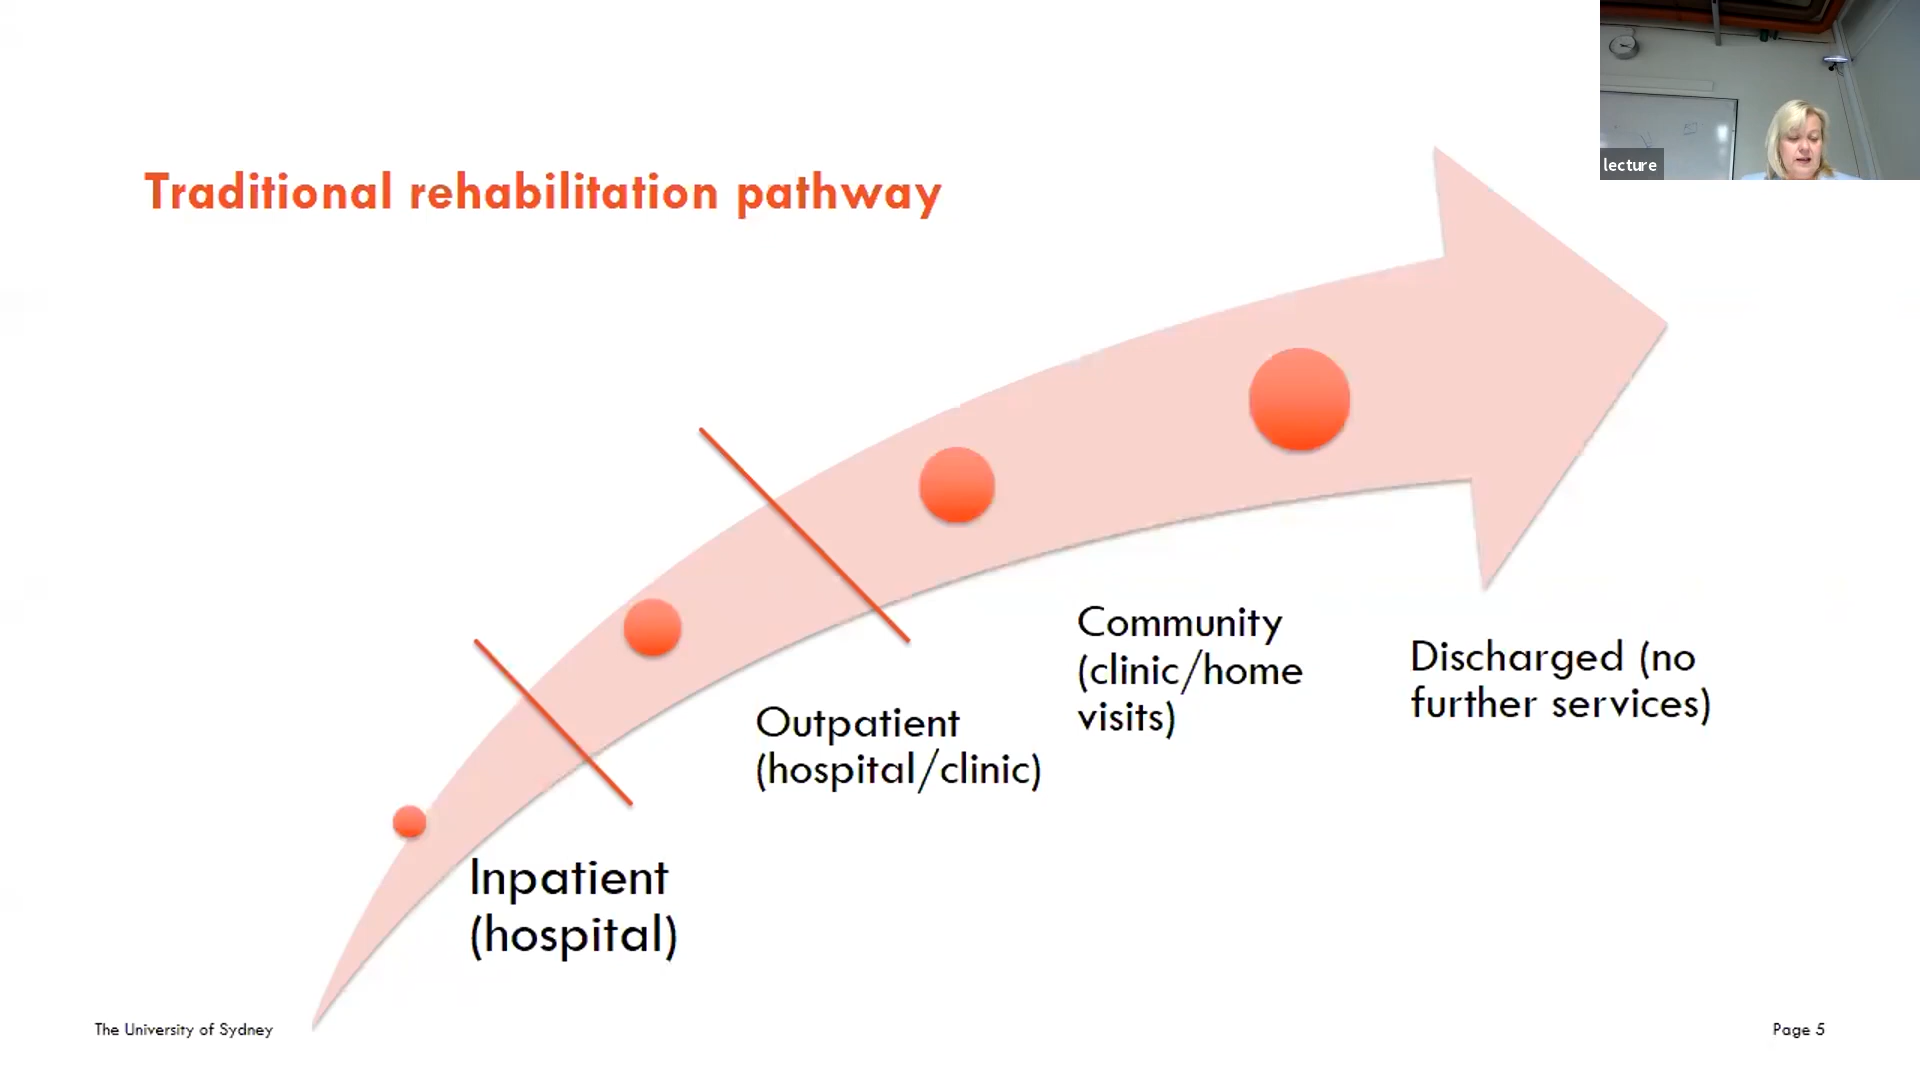 lecture
Traditional rehabilitation pathway
Community
(clinic/home
visits)
Discharged (no
further services)
Outpatient
(hospital/clinic)
Inpatient
(hospital)
The University of Sydney
Page 5